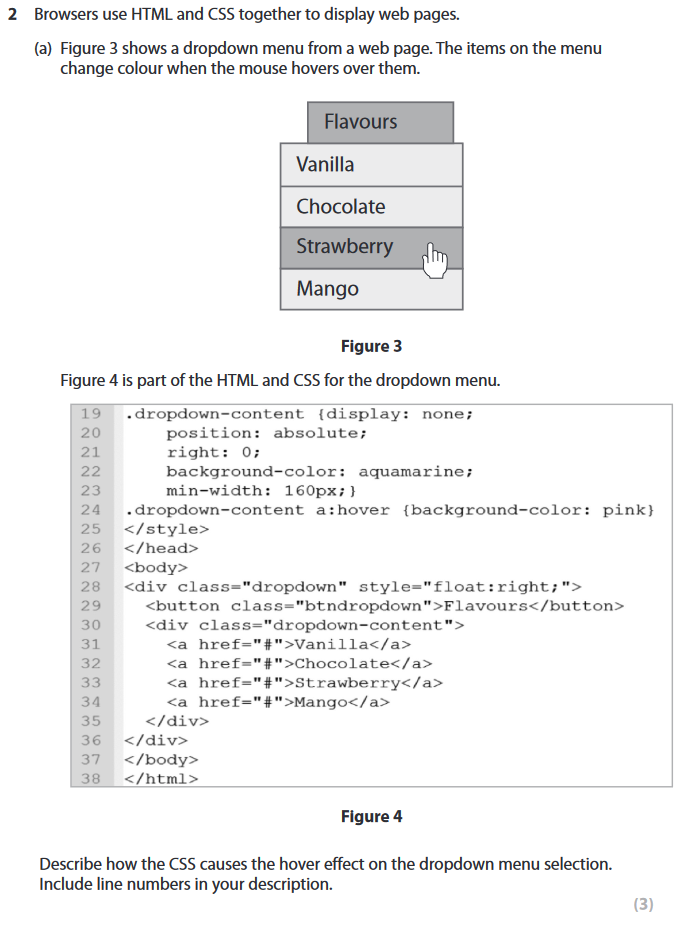 2 Browsers use HTML and CSS together to display web pages.
(a) Figure 3 shows a dropdown menu from a web page. The items on the menu
change colour when the mouse hovers over them.
Flavours
Vanilla
Chocolate
Strawberry
Mango
Figure 3
Figure 4 is part of the HTML and CSS for the dropdown menu.
19 .dropdown-content {display: none;
20 position: absolute;
21 right: 0;
22 background-color: aquamarine;
23 min-width: 160px;}
24 .dropdown-content a:hover {background-color: pink}
25 </style>
26 </head>
27 <body>
28 <div class="dropdown" style="float:right;">
29 <button class="btndropdown">Flavours</button>
30 <div class="dropdown-content">
31 <a href="#">Vanilla</a>
32 <a href="#">Chocolate</a>
33 <a href="#">Strawberry</a>
34 <a href="#">Mango</a>
35 </div>
36 </div>
37 </body>
38 </html>
Figure 4
Describe how the CSS causes the hover effect on the dropdown menu selection.
Include line numbers in your description.
(3)